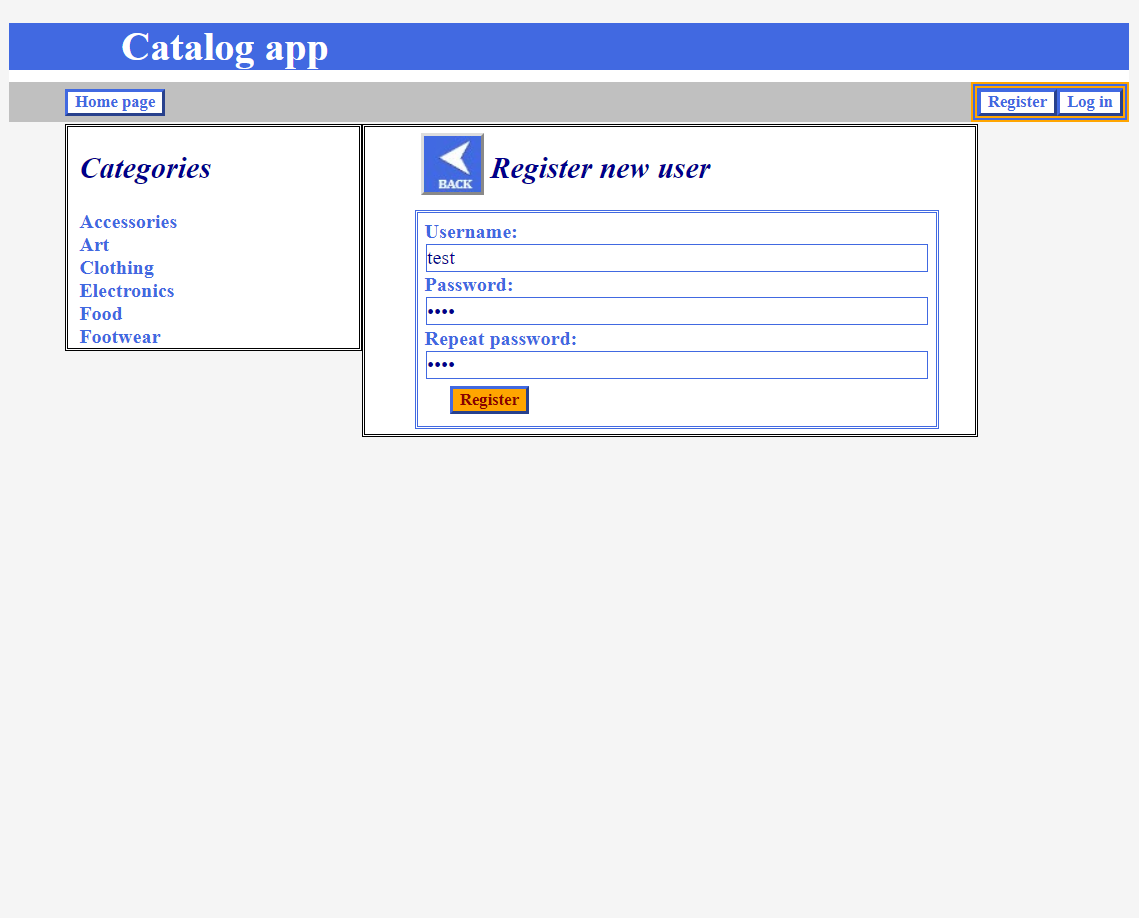 Catalog app
Home page
Register
Log in
Categories
Accessories
Art
Clothing
Electronics
Food
Footwear
BACK
Register new user
Username:
test
Password:
••••
Repeat password:
••••
Register